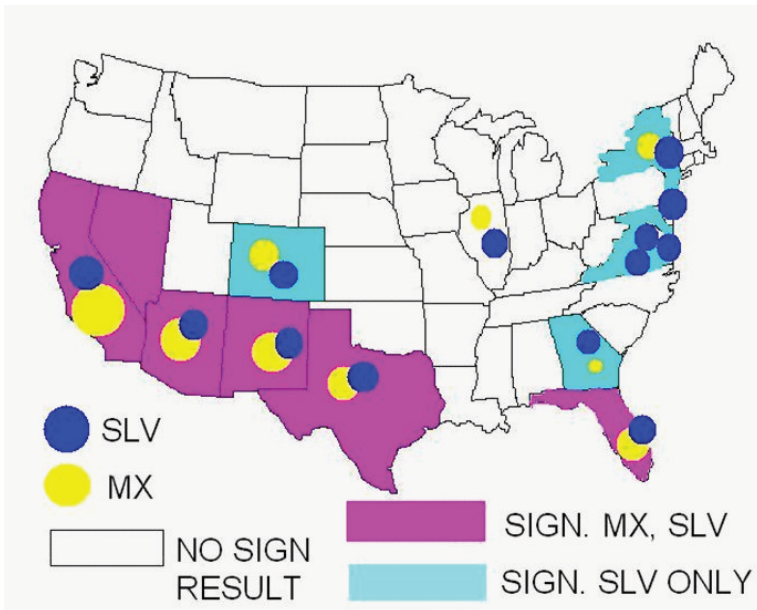 SLV
MX
NO SIGN
RESULT
SIGN. MX, SLV
SIGN. SLV ONLY